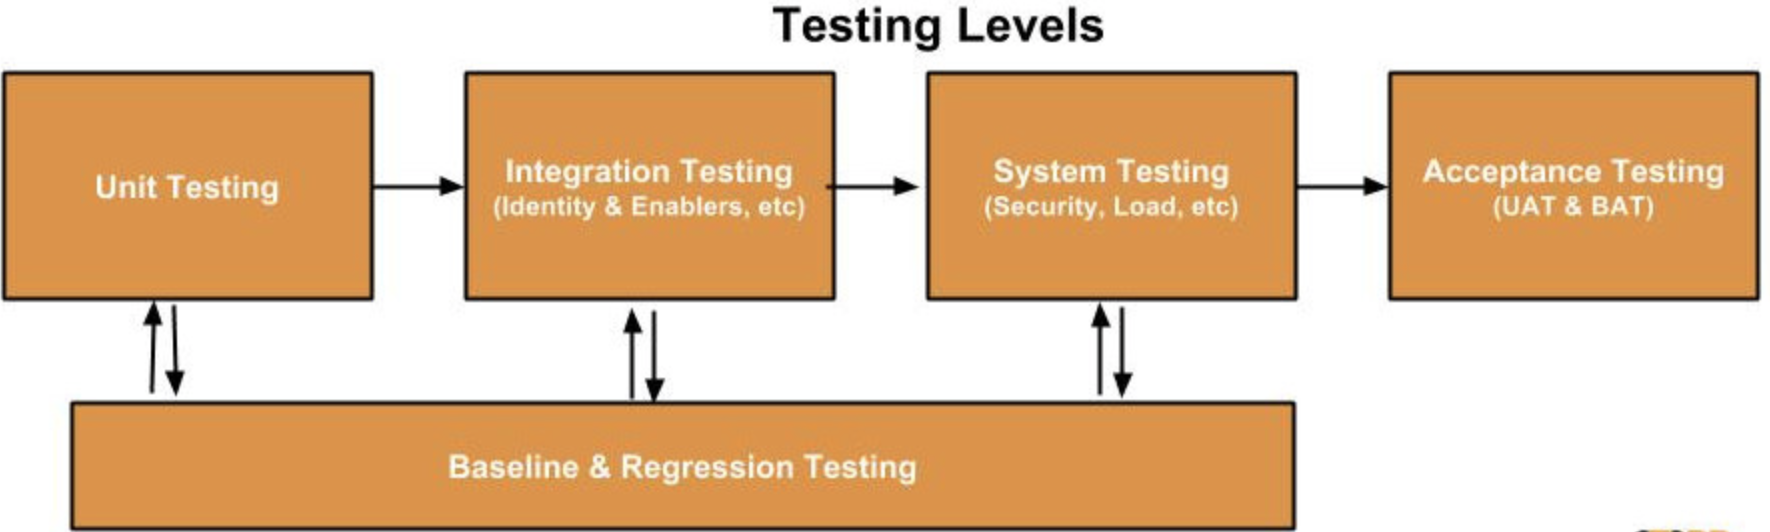 Testing Levels
Unit Testing
Integration Testing
(Identity & Enablers, etc)
System Testing
(Security, Load, etc)
Acceptance Testing
(UAT & BAT)
Baseline & Regression Testing